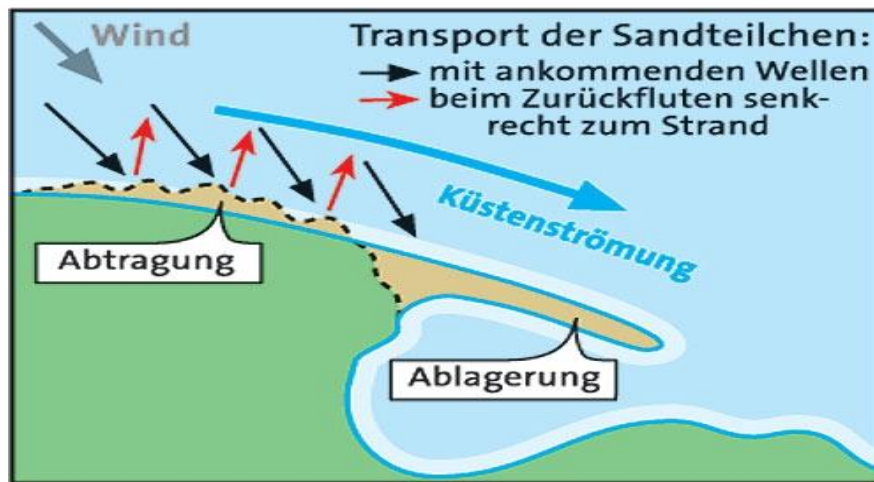 Wind
Transport der Sandteilchen:
mit ankommenden Wellen
beim Zurückfluten senk-
recht zum Strand
Küstenströmung
Abtragung
Ablagerung